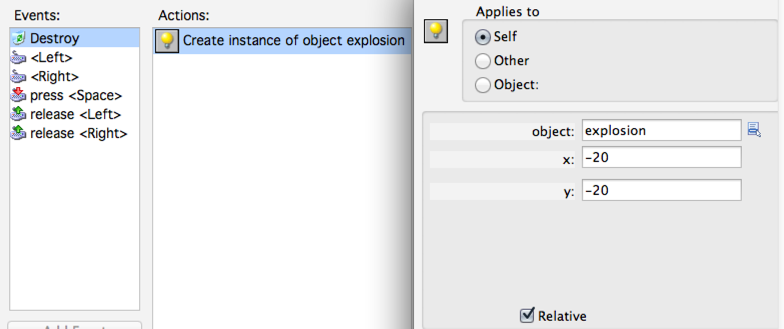 Events:
Destroy
<Left>
<Right>
press <Space>
release <Left>
release <Right>
Actions:
Create instance of object explosion
Applies to
Self
Other
Object:
object: explosion
x: -20
y: -20
Relative